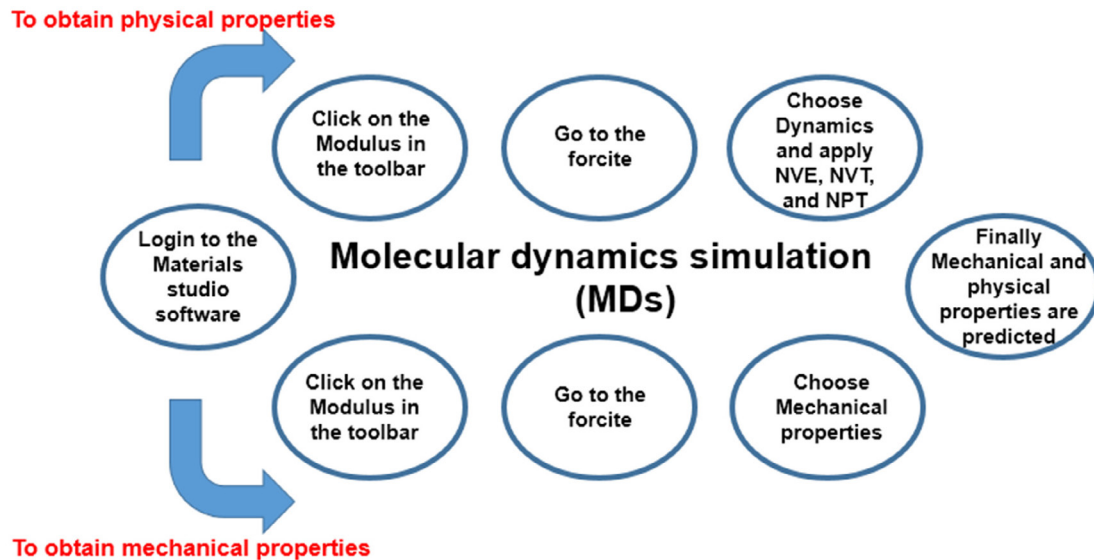 To obtain physical properties
Click on the
Modulus in
the toolbar
Go to the
forcite
Choose
Dynamics
and apply
NVE, NVT,
and NPT
Login to the
Materials
studio
software
Molecular dynamics simulation
(MDs)
Finally
Mechanical and
physical
properties are
predicted
Click on the
Modulus in
the toolbar
Go to the
forcite
Choose
Mechanical
properties
To obtain mechanical properties